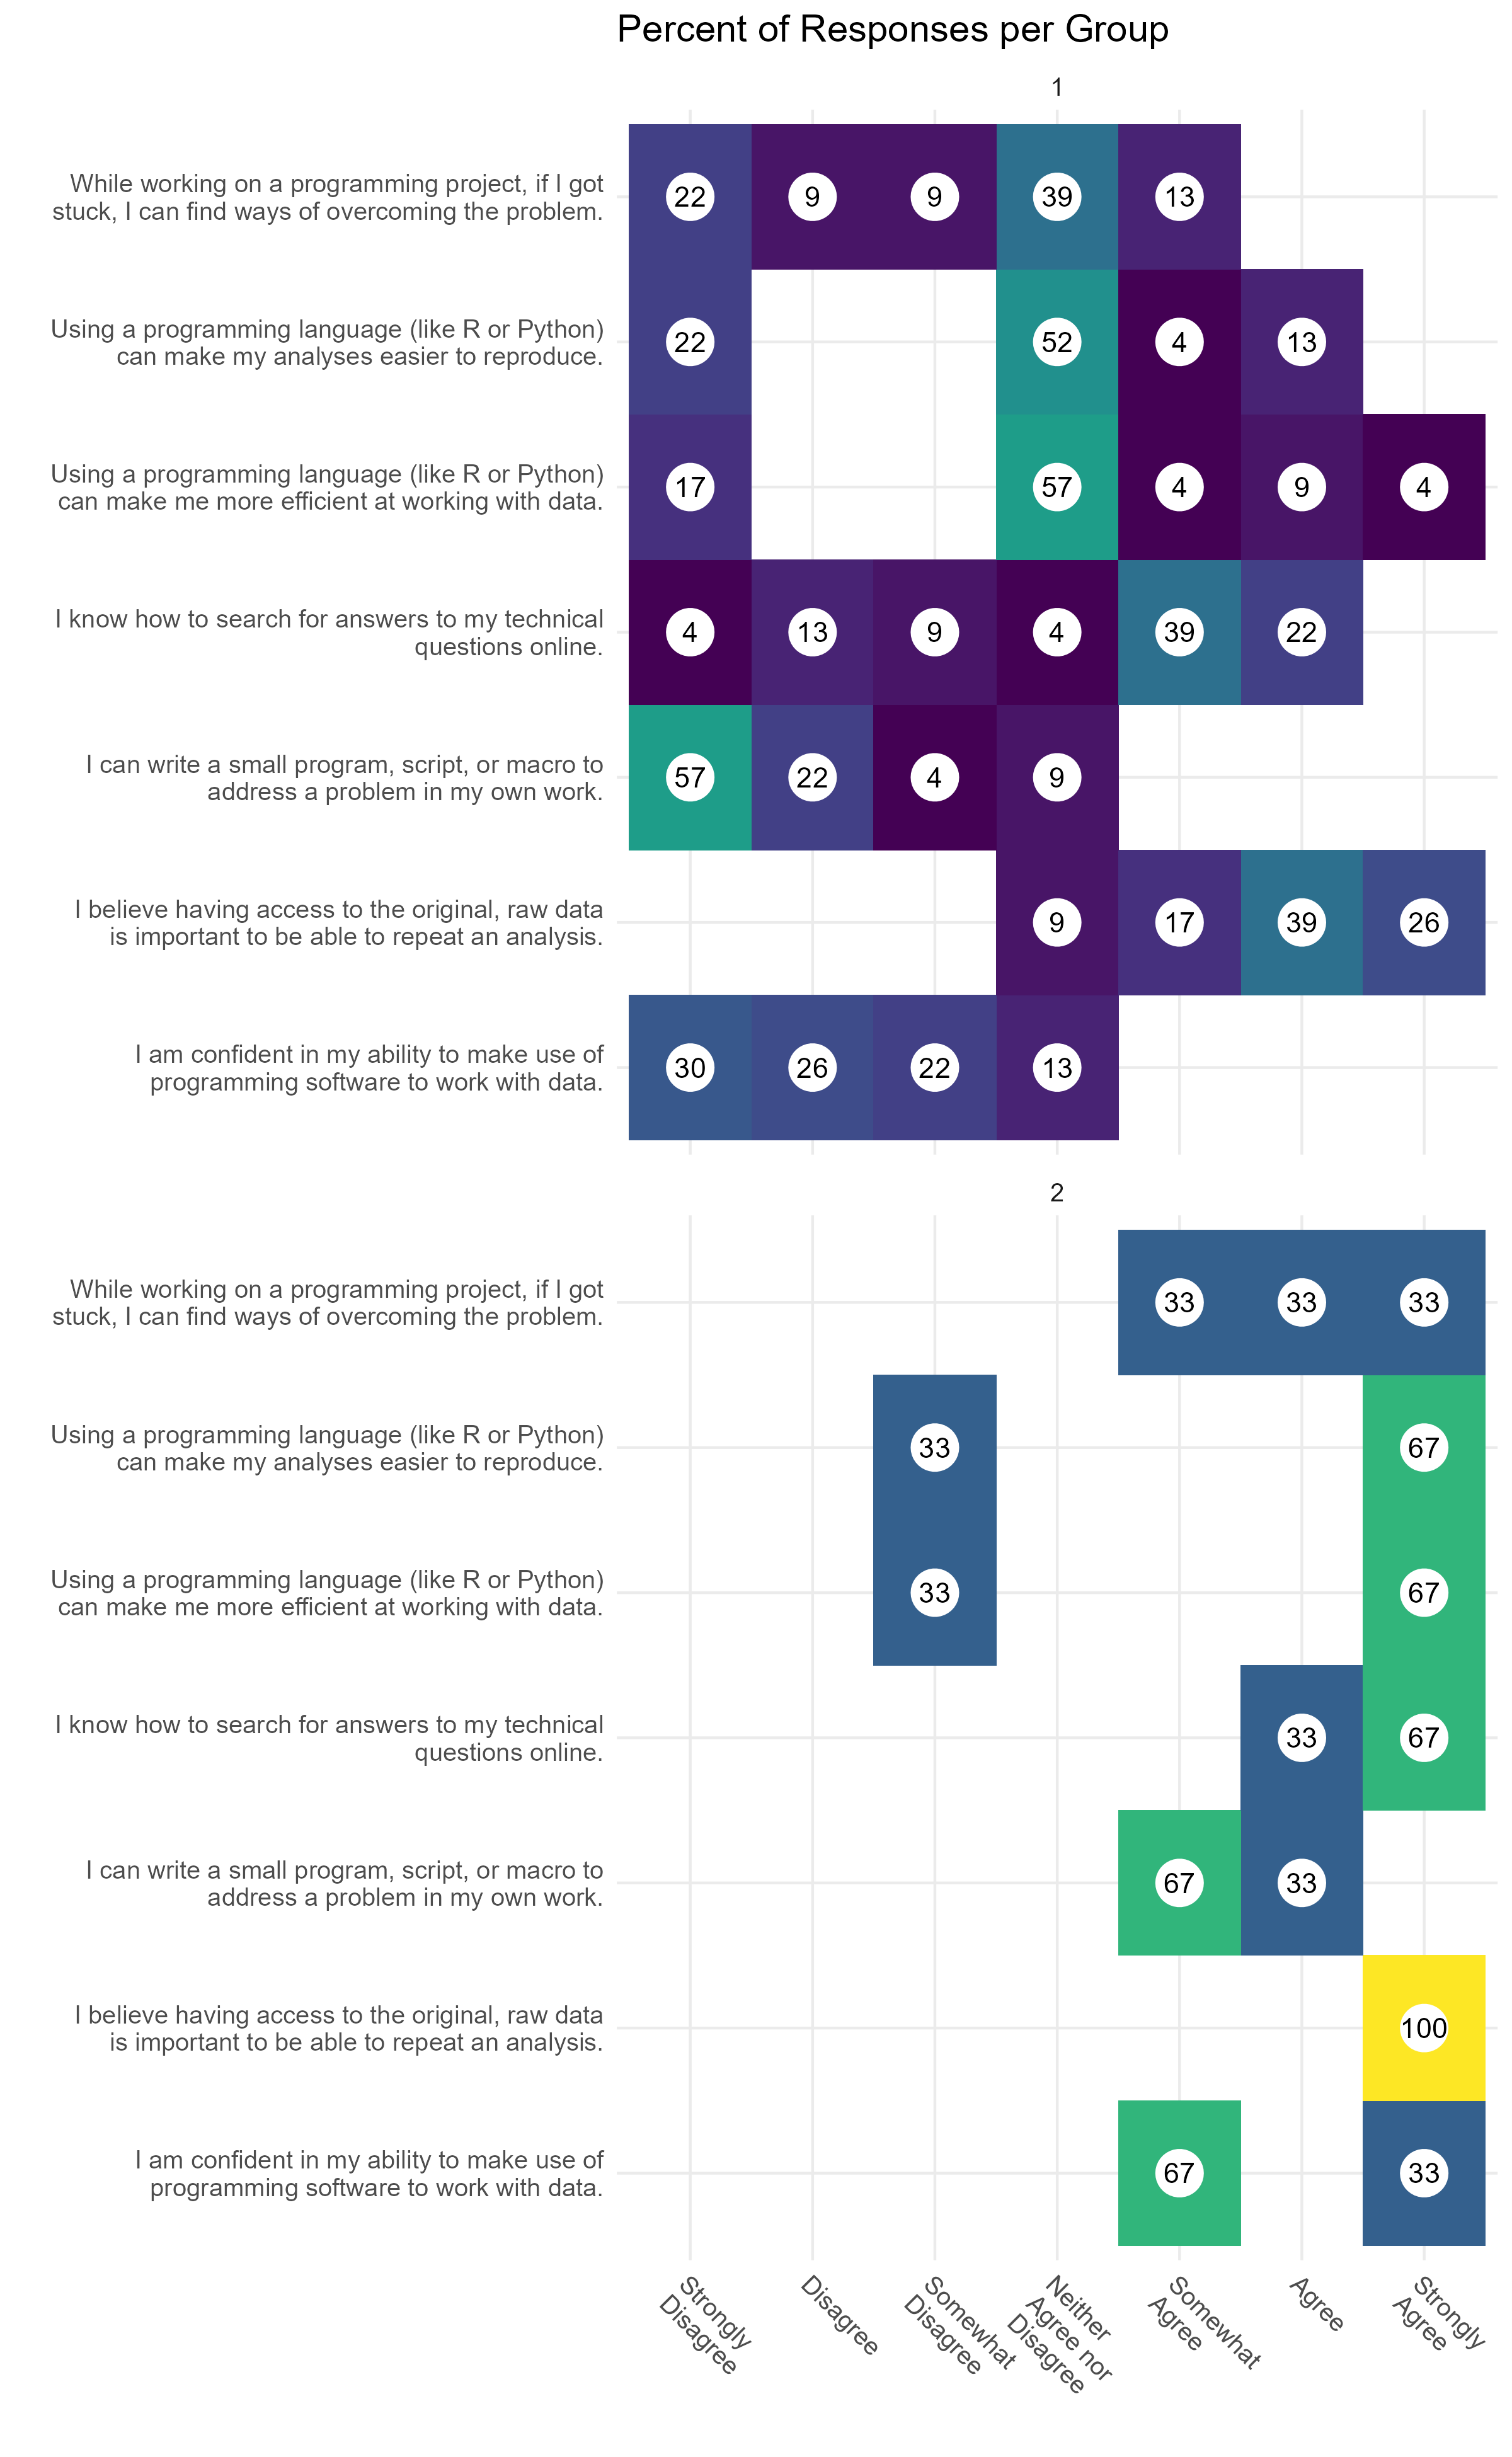 Percent of Responses per Group
1
While working on a programming project, if I got
stuck, I can find ways of overcoming the problem.
22 9 9 39 13
Using a programming language (like R or Python)
can make my analyses easier to reproduce.
22 52 4 13
Using a programming language (like R or Python)
can make me more efficient at working with data.
17 57 4 9 4
I know how to search for answers to my technical
questions online.
4 13 9 4 39 22
I can write a small program, script, or macro to
address a problem in my own work.
57 22 4 9
I believe having access to the original, raw data
is important to be able to repeat an analysis.
9 17 39 26
I am confident in my ability to make use of
programming software to work with data.
30 26 22 13
2
While working on a programming project, if I got
stuck, I can find ways of overcoming the problem.
33 33 33
Using a programming language (like R or Python)
can make my analyses easier to reproduce.
33 67
Using a programming language (like R or Python)
can make me more efficient at working with data.
33 67
I know how to search for answers to my technical
questions online.
33 67
I can write a small program, script, or macro to
address a problem in my own work.
67 33
I believe having access to the original, raw data
is important to be able to repeat an analysis.
100
I am confident in my ability to make use of
programming software to work with data.
67 33
Strongly
Disagree
Disagree
Somewhat
Disagree
Neither
Agree nor
Disagree
Somewhat
Agree
Agree
Strongly
Agree